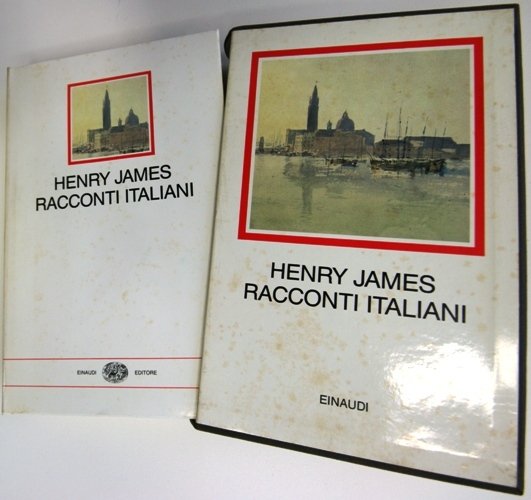 HENRY JAMES
RACCONTI ITALIANI
EINAUDI EDITORE
HENRY JAMES
RACCONTI ITALIANI
EINAUDI